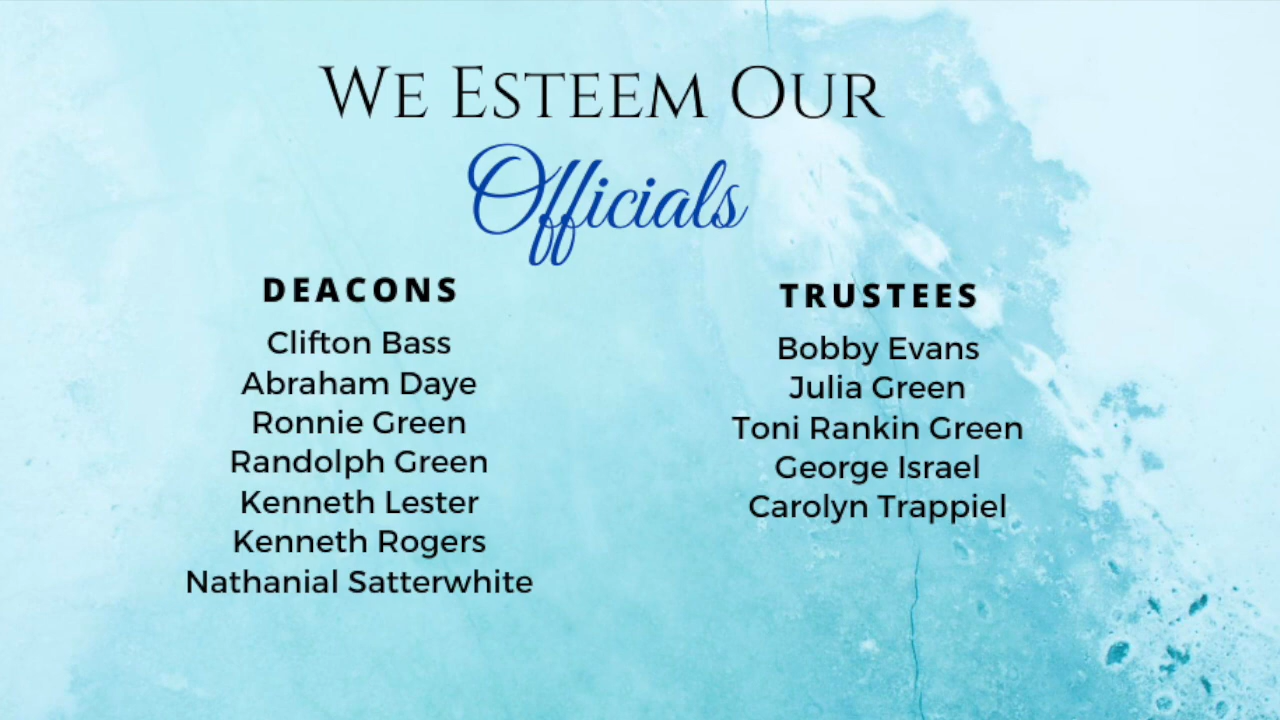 We Esteem Our
Officials
DEACONS
Clifton Bass
Abraham Daye
Ronnie Green
Randolph Green
Kenneth Lester
Kenneth Rogers
Nathanial Satterwhite
TRUSTEES
Bobby Evans
Julia Green
Toni Rankin Green
George Israel
Carolyn Trappiel